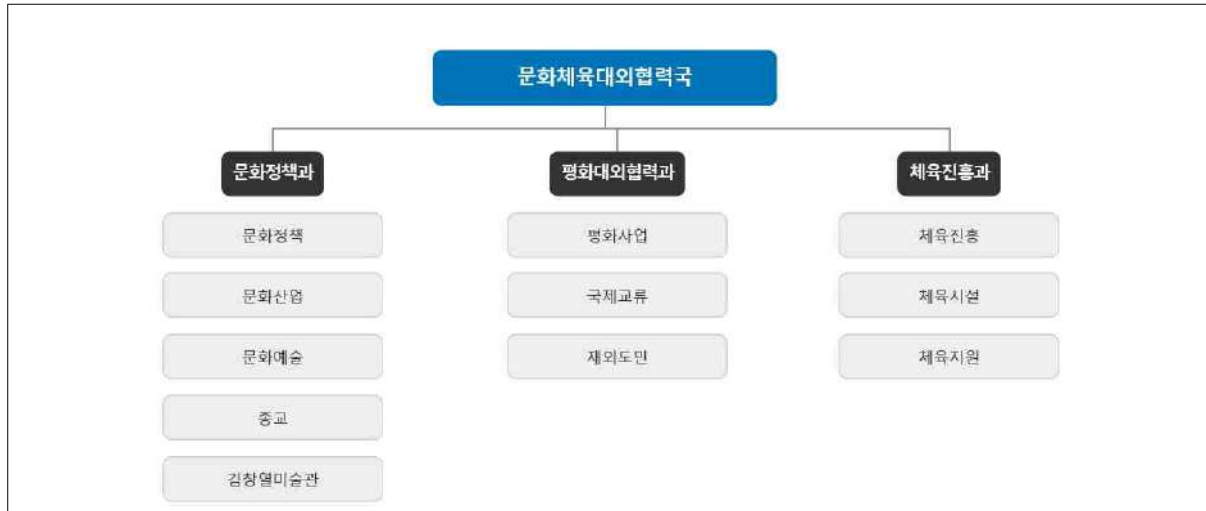 문화체육대외협력국
문화정책과
평화대외협력과
체육진흥과
문화정책
평화사업
체육진흥
문화산업
국제교류
체육시설
문화예술
재외도민
체육지원
종교
김창열미술관